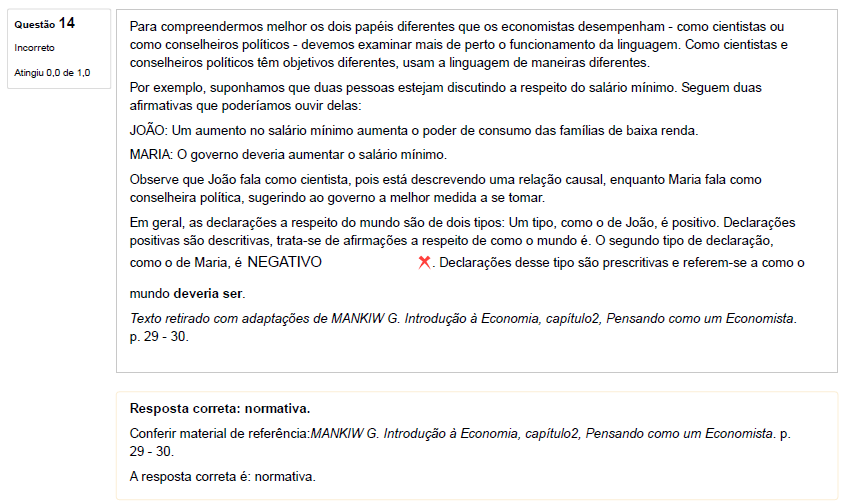 Questão 14
Incorreto
Atingiu 0,0 de 1,0
Para compreendermos melhor os dois papéis diferentes que os economistas desempenham - como cientistas ou
como conselheiros políticos - devemos examinar mais de perto o funcionamento da linguagem. Como cientistas e
conselheiros políticos têm objetivos diferentes, usam a linguagem de maneiras diferentes.
Por exemplo, suponhamos que duas pessoas estejam discutindo a respeito do salário mínimo. Seguem duas
afirmativas que poderíamos ouvir delas:
JOÃO: Um aumento no salário mínimo aumenta o poder de consumo das famílias de baixa renda.
MARIA: O governo deveria aumentar o salário mínimo.
Observe que João fala como cientista, pois está descrevendo uma relação causal, enquanto Maria fala como
conselheira política, sugerindo ao governo a melhor medida a se tomar.
Em geral, as declarações a respeito do mundo são de dois tipos: Um tipo, como o de João, é positivo. Declarações
positivas são descritivas, trata-se de afirmações a respeito de como o mundo é. O segundo tipo de declaração,
como o de Maria, é NEGATIVO . Declarações desse tipo são prescritivas e referem-se a como o
mundo deveria ser.
Texto retirado com adaptações de MANKIW G. Introdução à Economia, capítulo2, Pensando como um Economista.
p. 29 - 30.
Resposta correta: normativa.
Conferir material de referência:MANKIW G. Introdução à Economia, capítulo2, Pensando como um Economista. p.
29 - 30.
A resposta correta é: normativa.